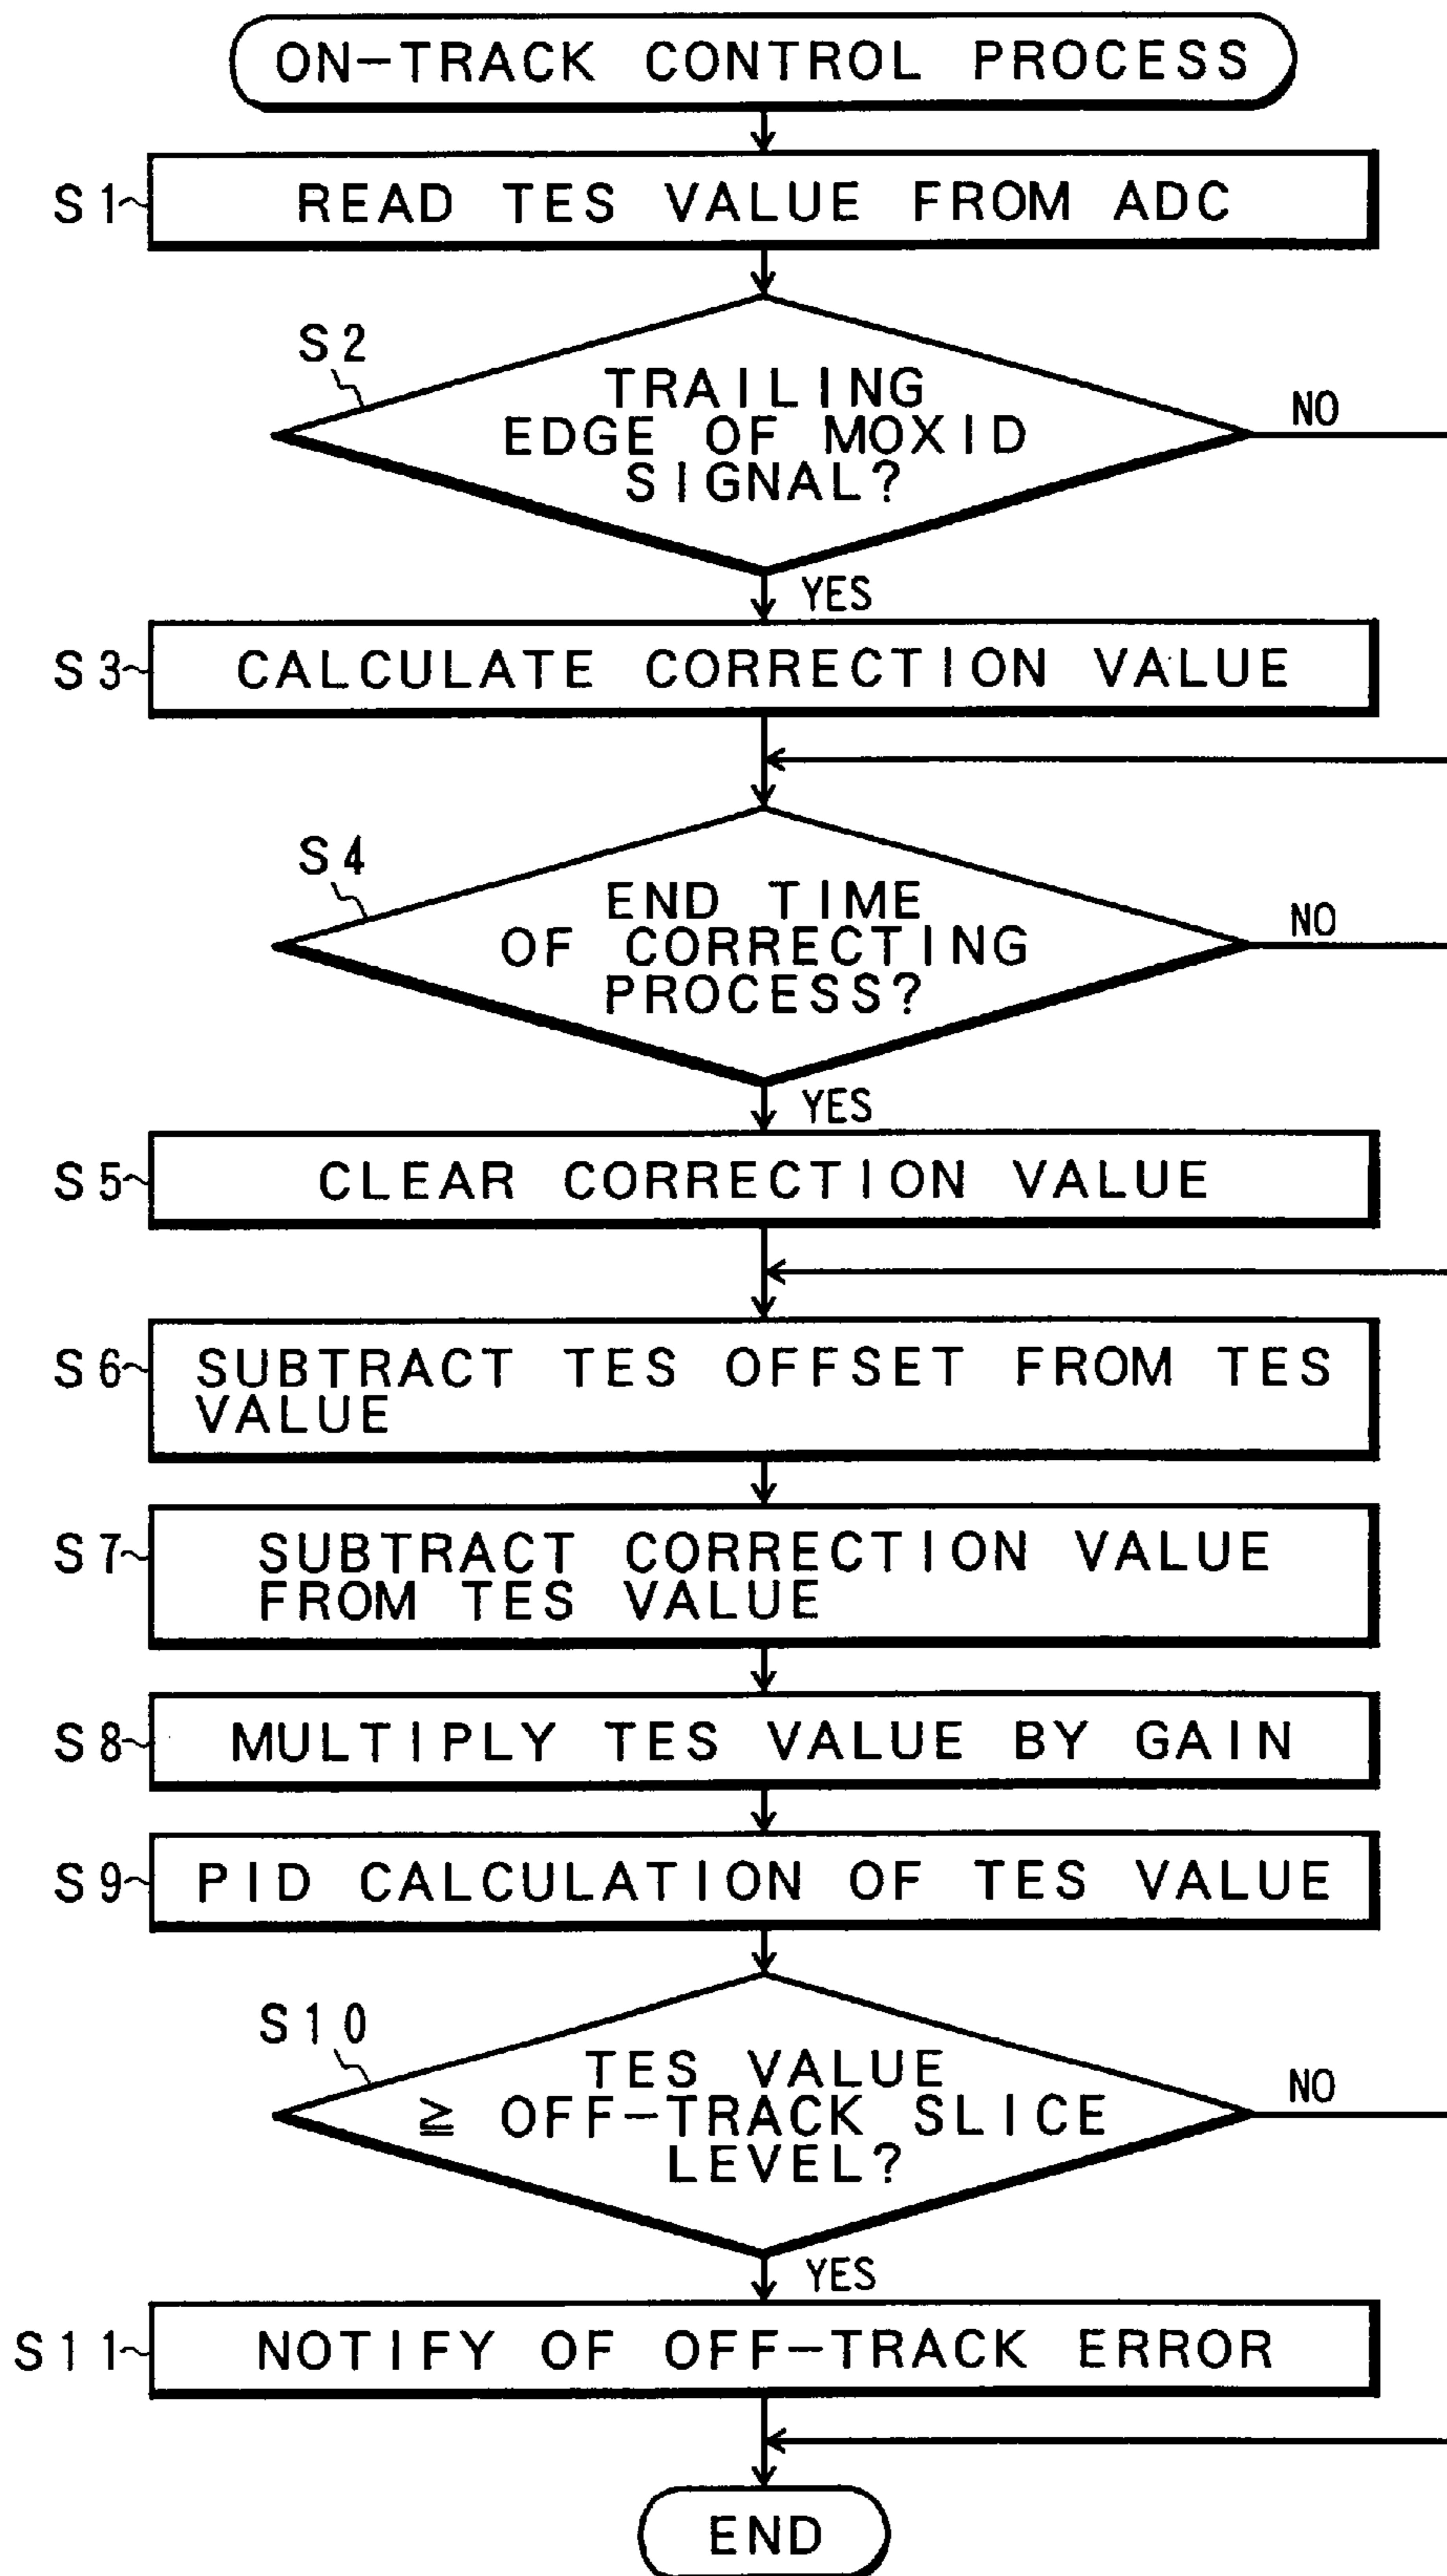 ON-TRACK CONTROL PROCESS
S1
READ TES VALUE FROM ADC
S2
TRAILING
EDGE OF MOXID
SIGNAL?
NO
YES
S3
CALCULATE CORRECTION VALUE
S4
END TIME
OF CORRECTING
PROCESS?
NO
YES
S5
CLEAR CORRECTION VALUE
S6
SUBTRACT TES OFFSET FROM TES
VALUE
S7
SUBTRACT CORRECTION VALUE
FROM TES VALUE
S8
MULTIPLY TES VALUE BY GAIN
S9
PID CALCULATION OF TES VALUE
S10
TES VALUE
≧ OFF-TRACK SLICE
LEVEL?
NO
YES
S11
NOTIFY OF OFF-TRACK ERROR
END